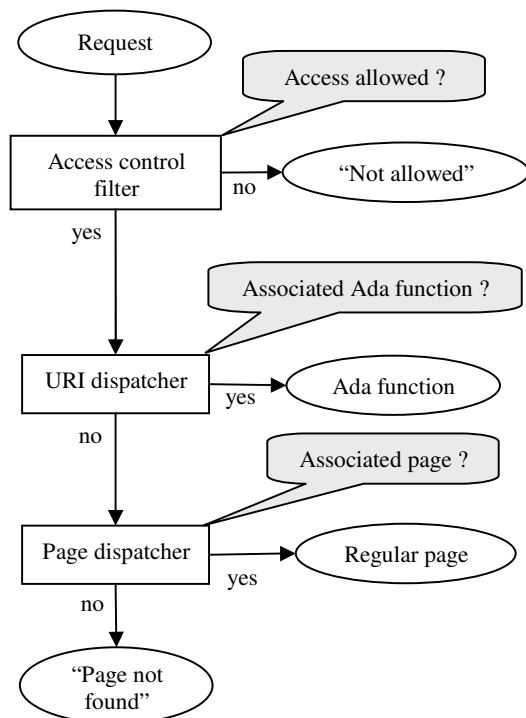 Request
Access allowed ?
Access control
filter
no
“Not allowed”
yes
Associated Ada function ?
URI dispatcher
yes
Ada function
no
Associated page ?
Page dispatcher
yes
Regular page
no
“Page not
found”